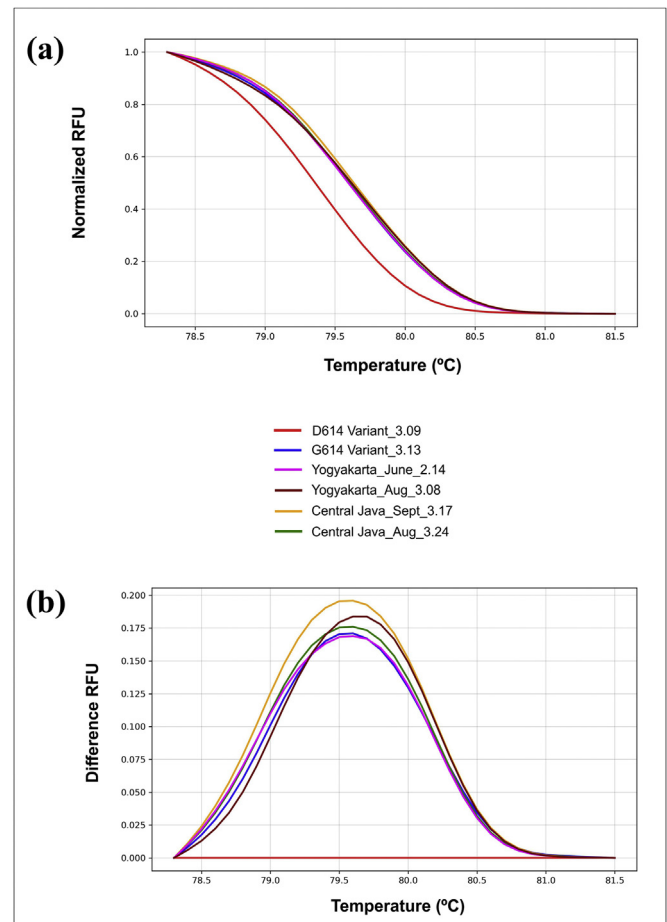 (a)
1.0
0.8
0.6
0.4
0.2
0.0
Normalized RFU
78.5 79.0 79.5 80.0 80.5 81.0 81.5
Temperature (ºC)
D614 Variant_3.09
G614 Variant_3.13
Yogyakarta_June_2.14
Yogyakarta_Aug_3.08
Central Java_Sept_3.17
Central Java_Aug_3.24
(b)
0.200
0.175
0.150
0.125
0.100
0.075
0.050
0.025
0.000
Difference RFU
78.5 79.0 79.5 80.0 80.5 81.0 81.5
Temperature (ºC)